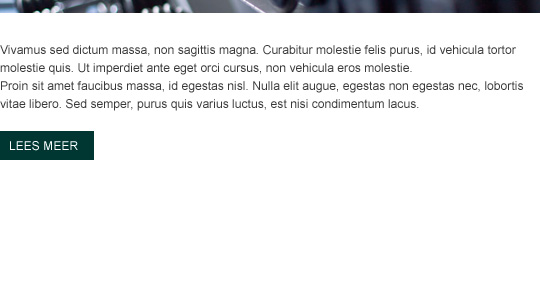 Vivamus sed dictum massa, non sagittis magna. Curabitur molestie felis purus, id vehicula tortor
molestie quis. Ut imperdiet ante eget orci cursus, non vehicula eros molestie.
Proin sit amet faucibus massa, id egestas nisl. Nulla elit augue, egestas non egestas nec, lobortis
vitae libero. Sed semper, purus quis varius luctus, est nisi condimentum lacus.
LEES MEER